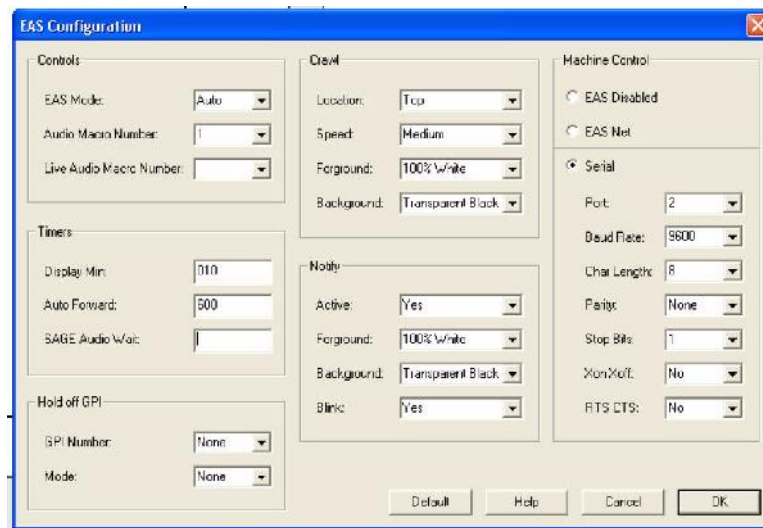 EAS Configuration
Controls
EAS Mode: Auto
Audio Macro Number: 1
Live Audio Macro Number:
Timers
Display Min: 010
Auto Forward: 600
SAGE Audio Wait:
Hold off GPI
GPI Number: None
Mode: None
Crawl
Location: Top
Speed: Medium
Forground: 100% White
Background: Transparent Black
Notify
Active: Yes
Forground: 100% White
Background: Transparent Black
Blink: Yes
Machine Control
EAS Disabled
EAS Net
Serial
Port: 2
Baud Rate: 9600
Char Length: 8
Parity: None
Stop Bits: 1
Xon Xoff: No
RTS CTS: No
Default
Help
Cancel
OK